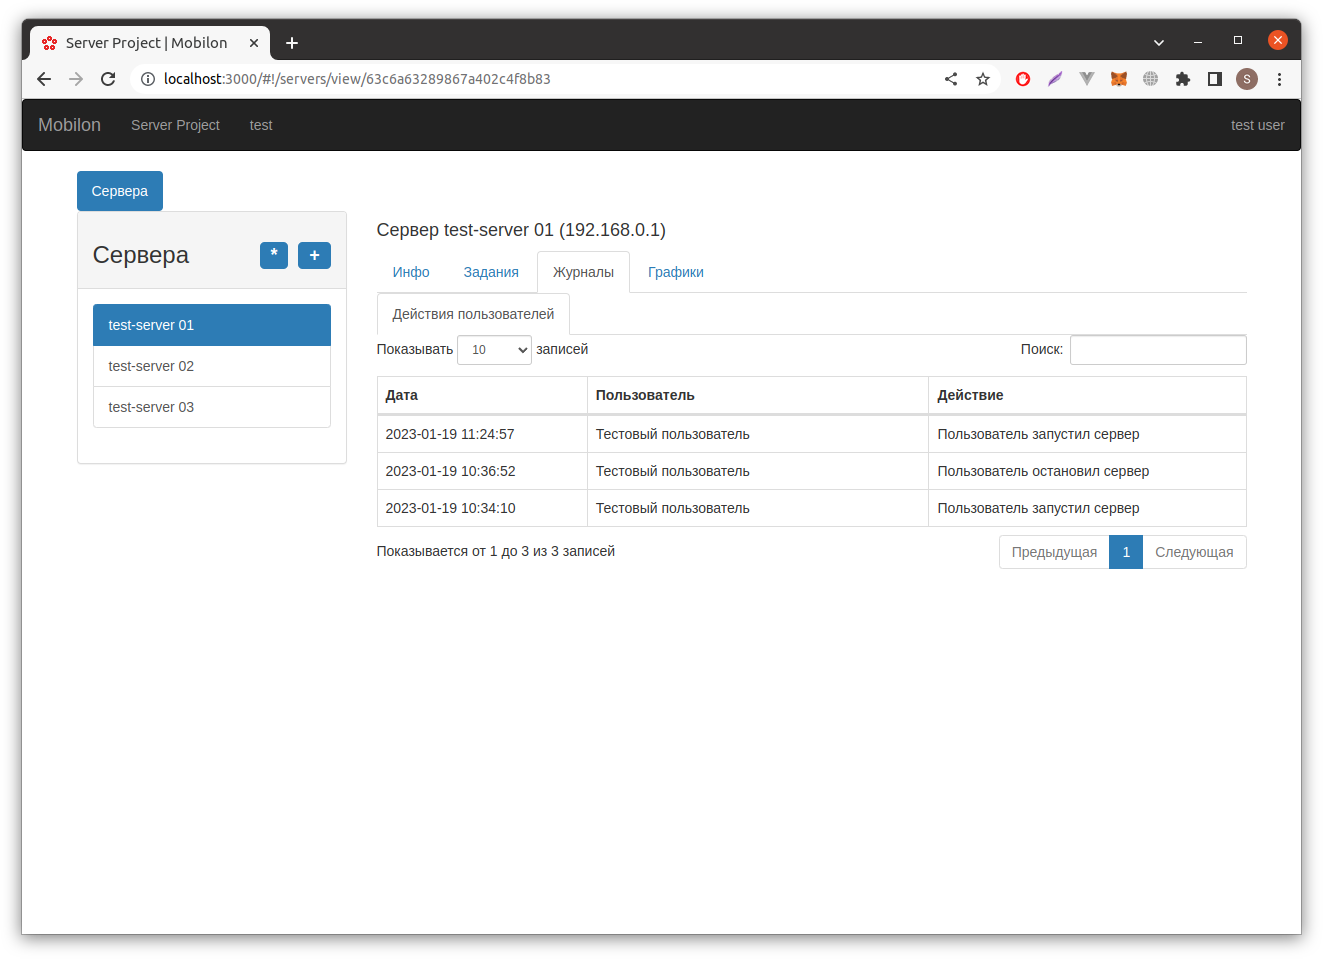 Server Project | Mobilon
localhost:3000/#!/servers/view/63c6a63289867a402c4f8b83
S
Mobilon Server Project test test user
Сервера
Сервера * +
test-server 01
test-server 02
test-server 03
Сервер test-server 01 (192.168.0.1)
Инфо Задания Журналы Графики
Действия пользователей
Показывать 10 записей Поиск:
Дата Пользователь Действие
2023-01-19 11:24:57 Тестовый пользователь Пользователь запустил сервер
2023-01-19 10:36:52 Тестовый пользователь Пользователь остановил сервер
2023-01-19 10:34:10 Тестовый пользователь Пользователь запустил сервер
Показывается от 1 до 3 из 3 записей Предыдущая 1 Следующая